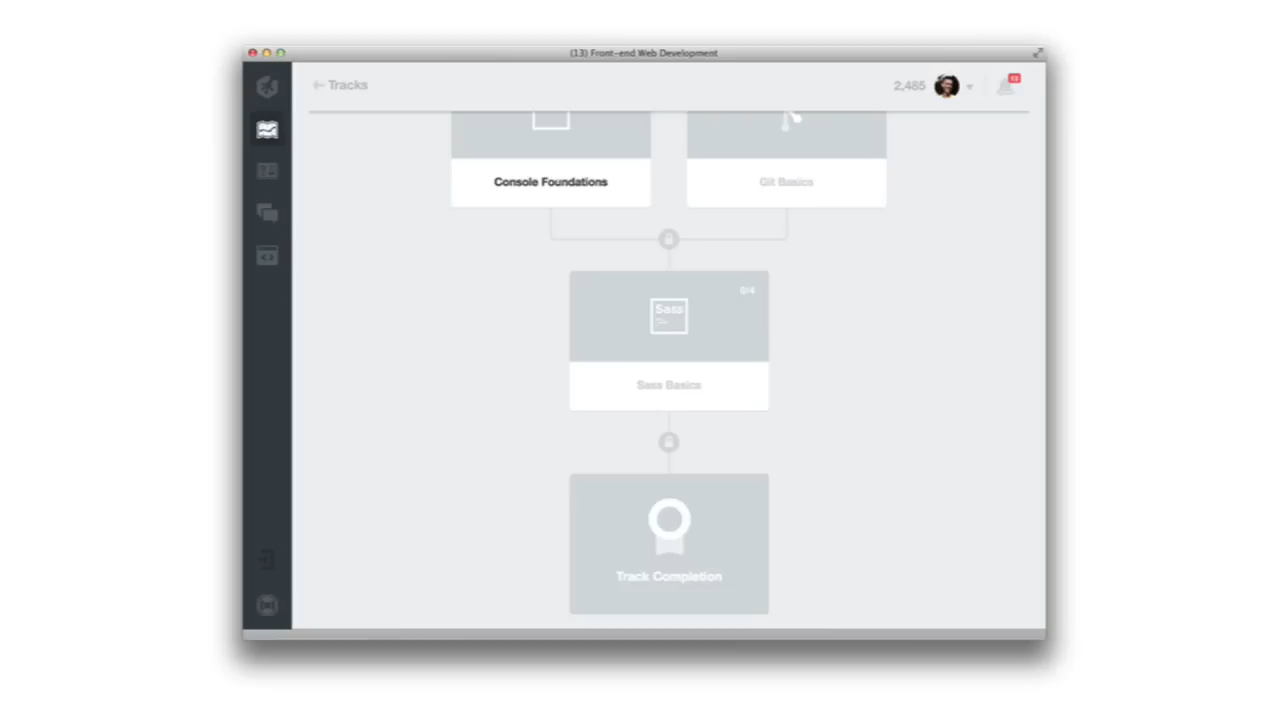 (13) Front-end Web Development
Tracks
2,485
13
Console Foundations
Git Basics
0/4
Sass
Sass Basics
Track Completion